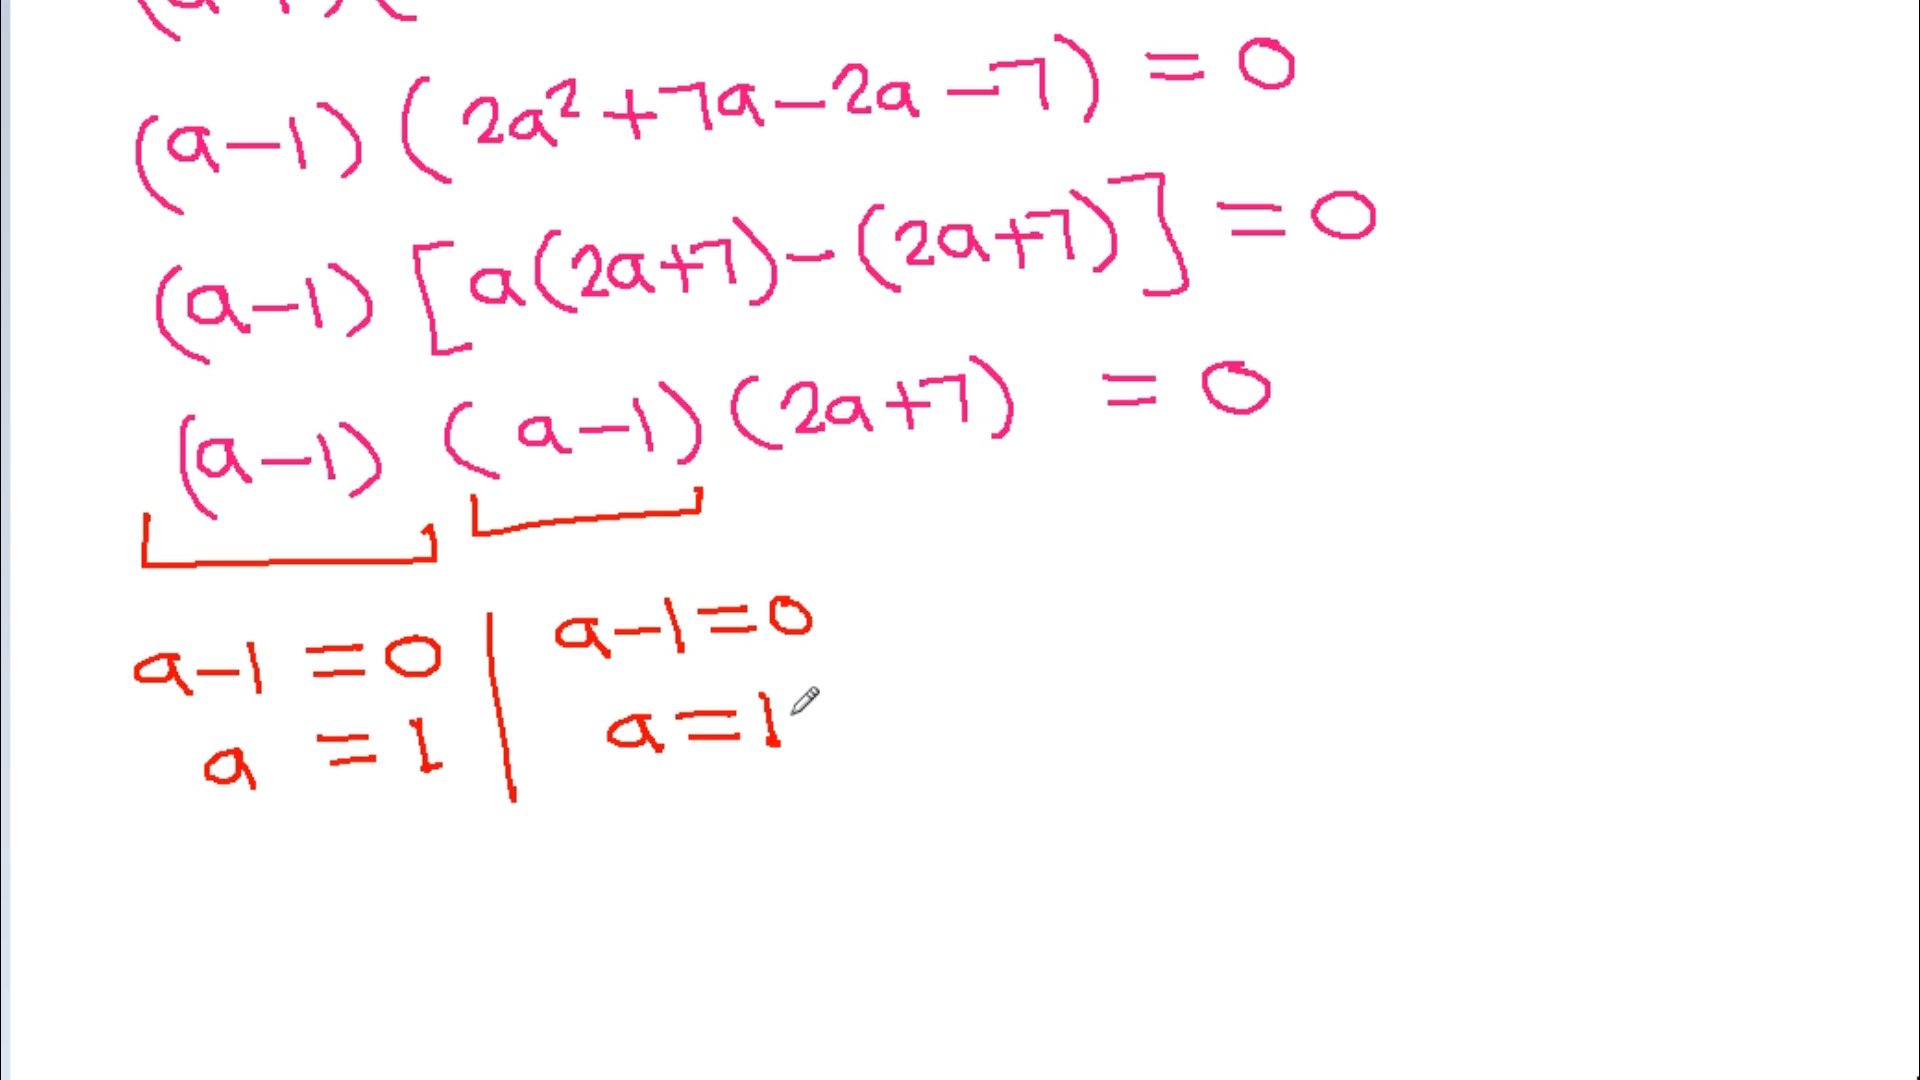 (a-1)(2a²+7a-2a-7)=0
(a-1)[a(2a+7)-(2a+7)]=0
(a-1)(a-1)(2a+7)=0
a-1=0 | a-1=0
a=1 | a=1